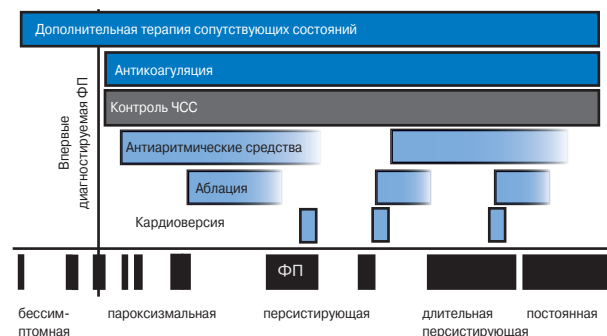 Дополнительная терапия сопутствующих состояний
Антикоагуляция
Контроль ЧСС
Впервые
диагностируемая ФП
Антиаритмические средства
Аблация
Кардиоверсия
ФП
бессим-
птомная
пароксизмальная
персистирующая
длительная
персистирующая
постоянная